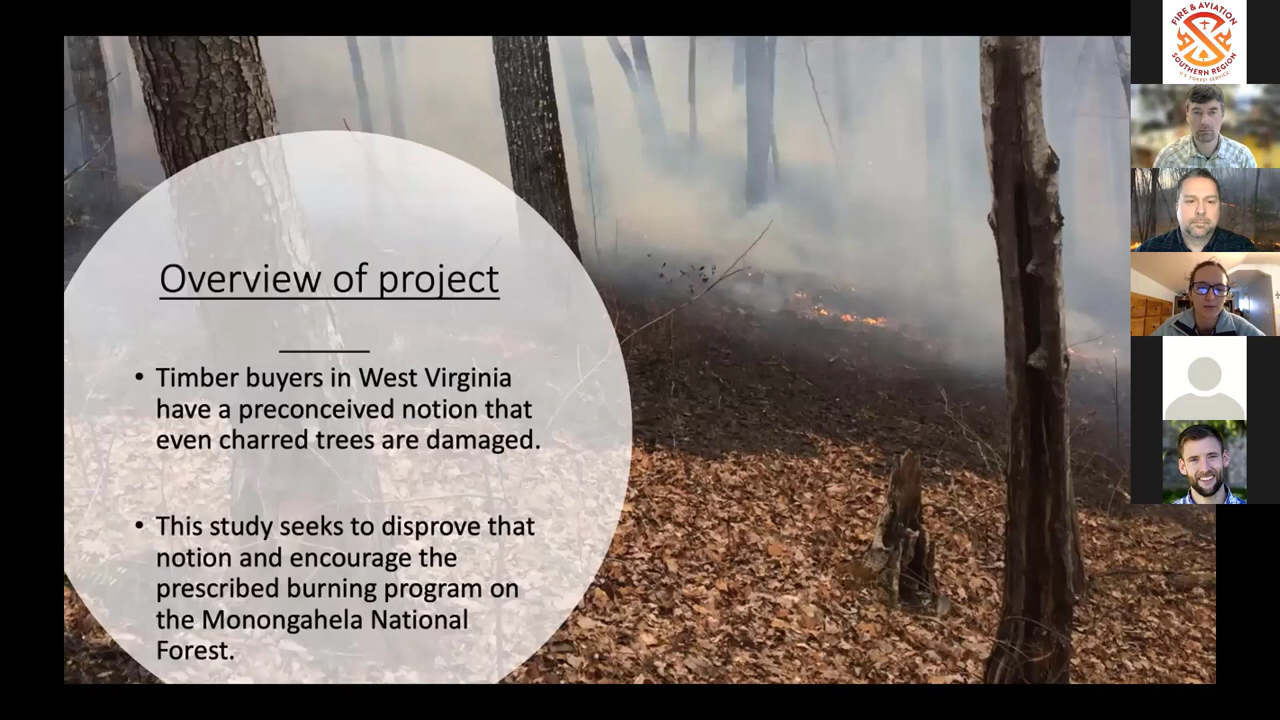 FIRE & AVIATION
SOUTHERN REGION
U.S. FOREST SERVICE
Overview of project
• Timber buyers in West Virginia
have a preconceived notion that
even charred trees are damaged.
• This study seeks to disprove that
notion and encourage the
prescribed burning program on
the Monongahela National
Forest.